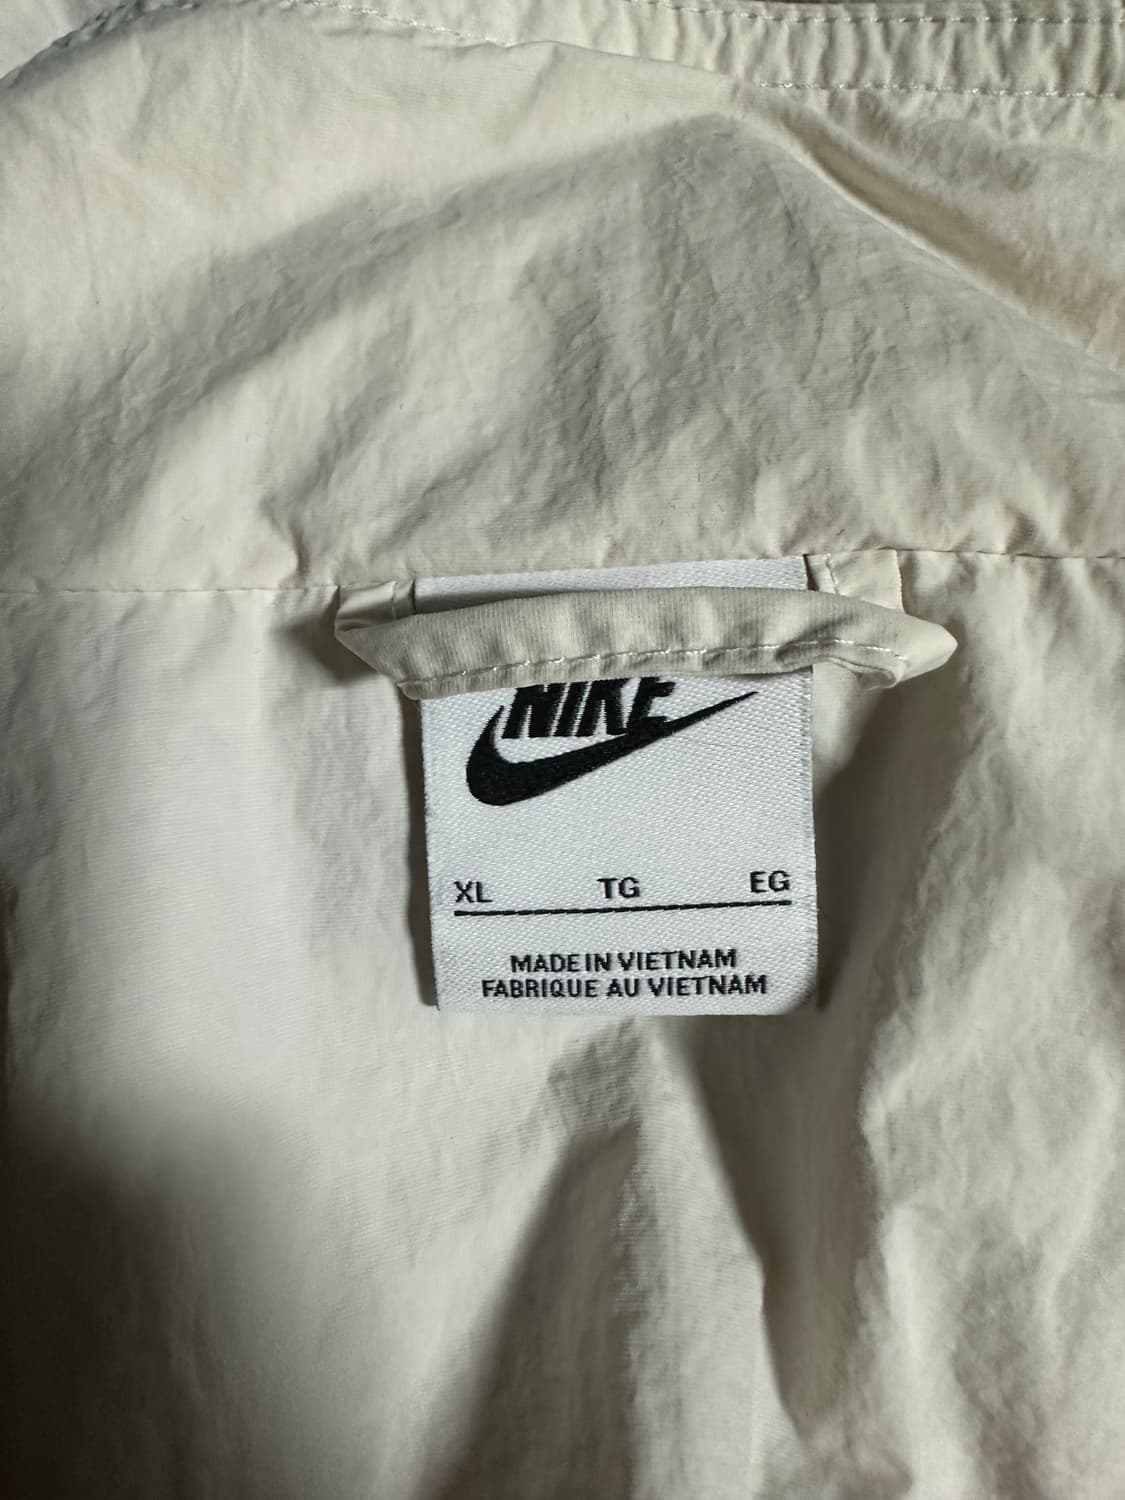 NIKE
XL TG EG
MADE IN VIETNAM
FABRIQUE AU VIETNAM